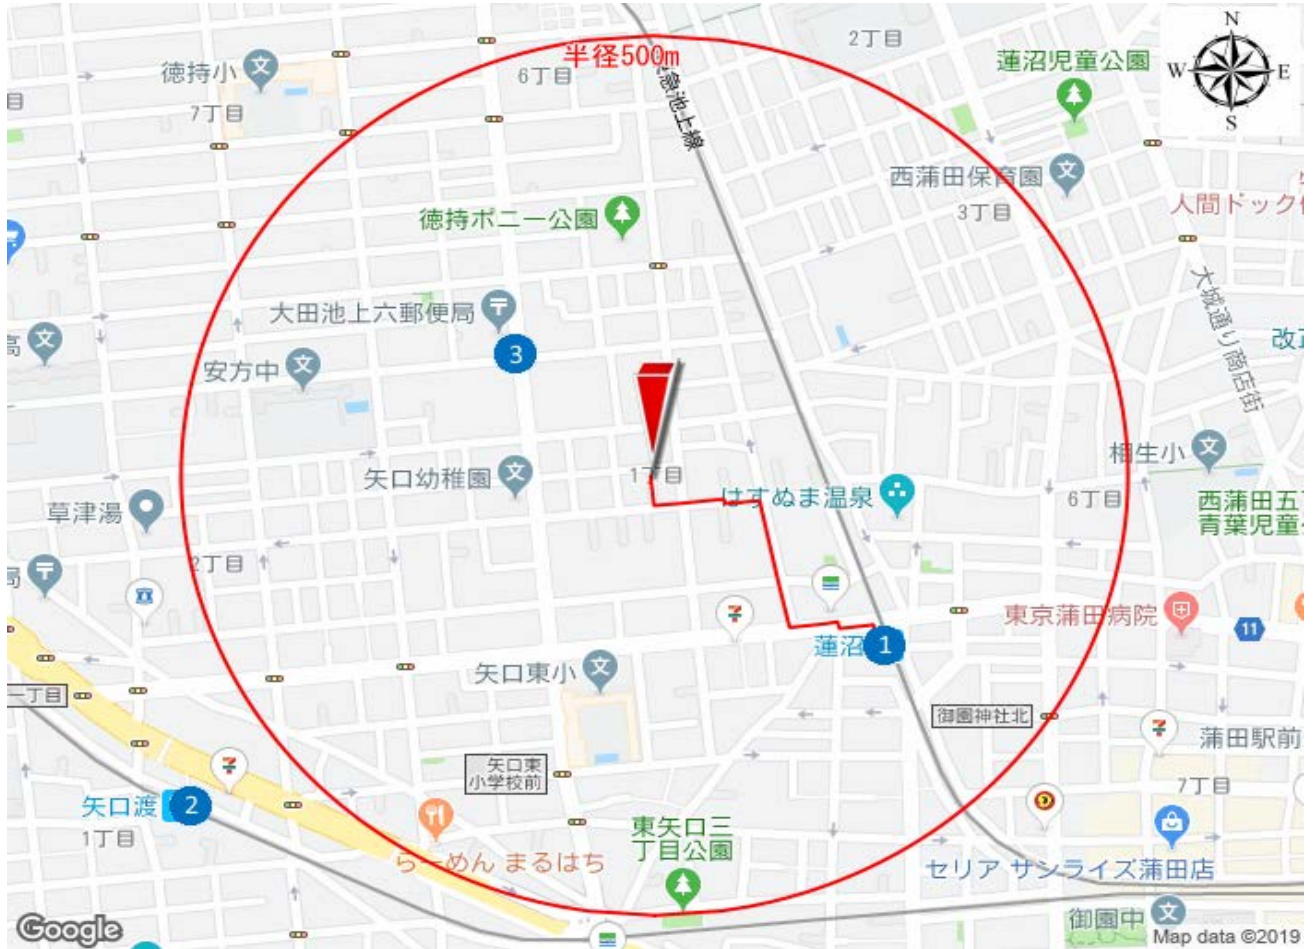 半径500m
2丁目
蓮沼児童公園
N
W
E
S
徳持小
6丁目
7丁目
急池上線
西蒲田保育園
3丁目
人間ドック
徳持ポニー公園
大城通り商店街
大田池上六郵便局
高
3
安方中
改正
相生小
1丁目
矢口幼稚園
はすぬま温泉
6丁目
草津湯
西蒲田五丁
青葉児童
2丁目
局
東京蒲田病院
11
蓮沼
1
矢口東小
一丁目
御園神社北
蒲田駅前
矢口東
小学校前
7丁目
矢口渡
2
1丁目
東矢口三
丁目公園
らーめん まるはち
セリア サンライズ蒲田店
御園中
Google
Map data ©2019